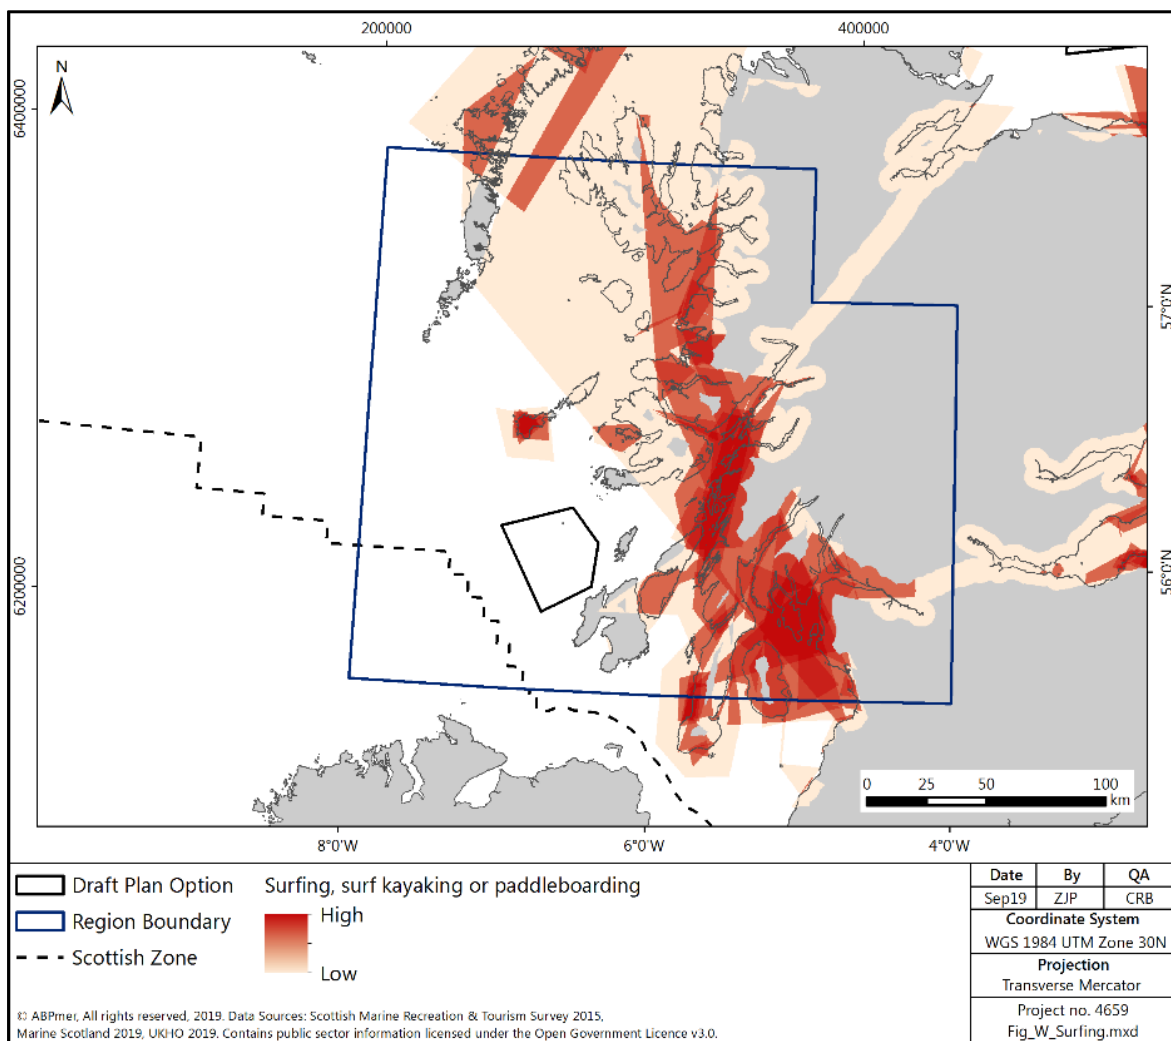 200000
400000
N
6400000
57°0'N
6200000
56°0'N
0
25
50
100
km
8°0'W
6°0'W
4°0'W
Draft Plan Option
Region Boundary
Scottish Zone
Surfing, surf kayaking or paddleboarding
High
Low
Date By QA
Sep19 ZJP CRB
Coordinate System
WGS 1984 UTM Zone 30N
Projection
Transverse Mercator
Project no. 4659
Fig_W_Surfing.mxd
© ABPmer, All rights reserved, 2019. Data Sources: Scottish Marine Recreation & Tourism Survey 2015,
Marine Scotland 2019, UKHO 2019. Contains public sector information licensed under the Open Government Licence v3.0.